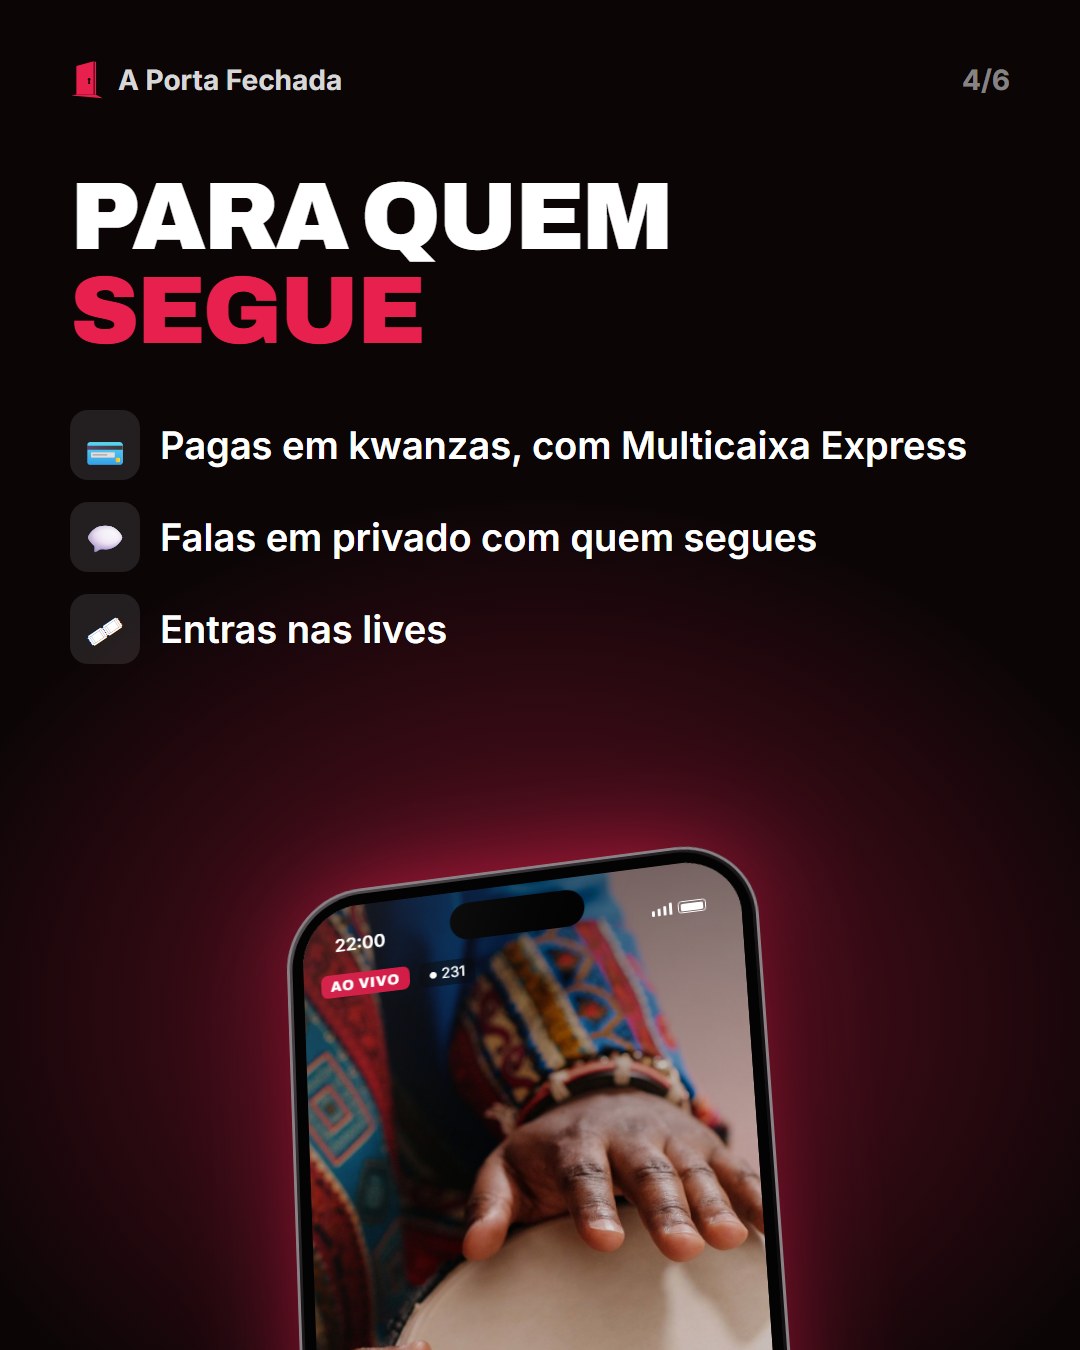 A Porta Fechada
4/6
PARA QUEM
SEGUE
Pagas em kwanzas, com Multicaixa Express
Falas em privado com quem segues
Entras nas lives
22:00
AO VIVO
• 231